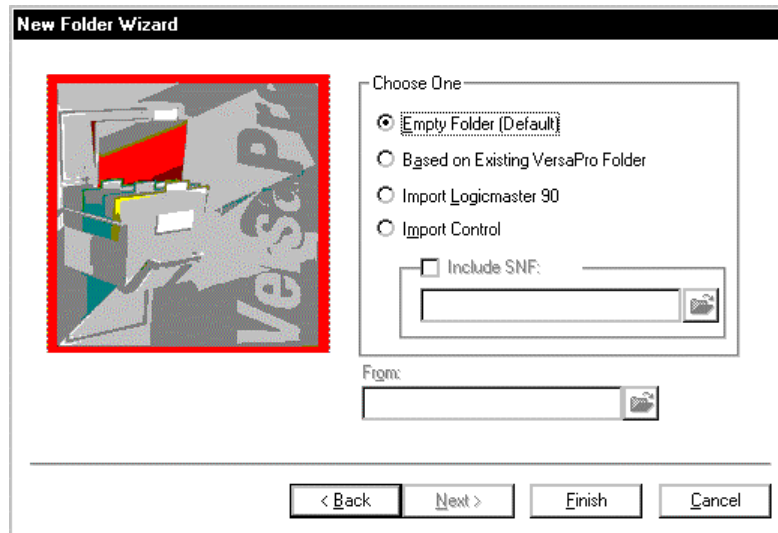 New Folder Wizard
VersaPro
Choose One
Empty Folder (Default)
Based on Existing VersaPro Folder
Import Logicmaster 90
Import Control
Include SNF:
From:
< Back
Next >
Finish
Cancel